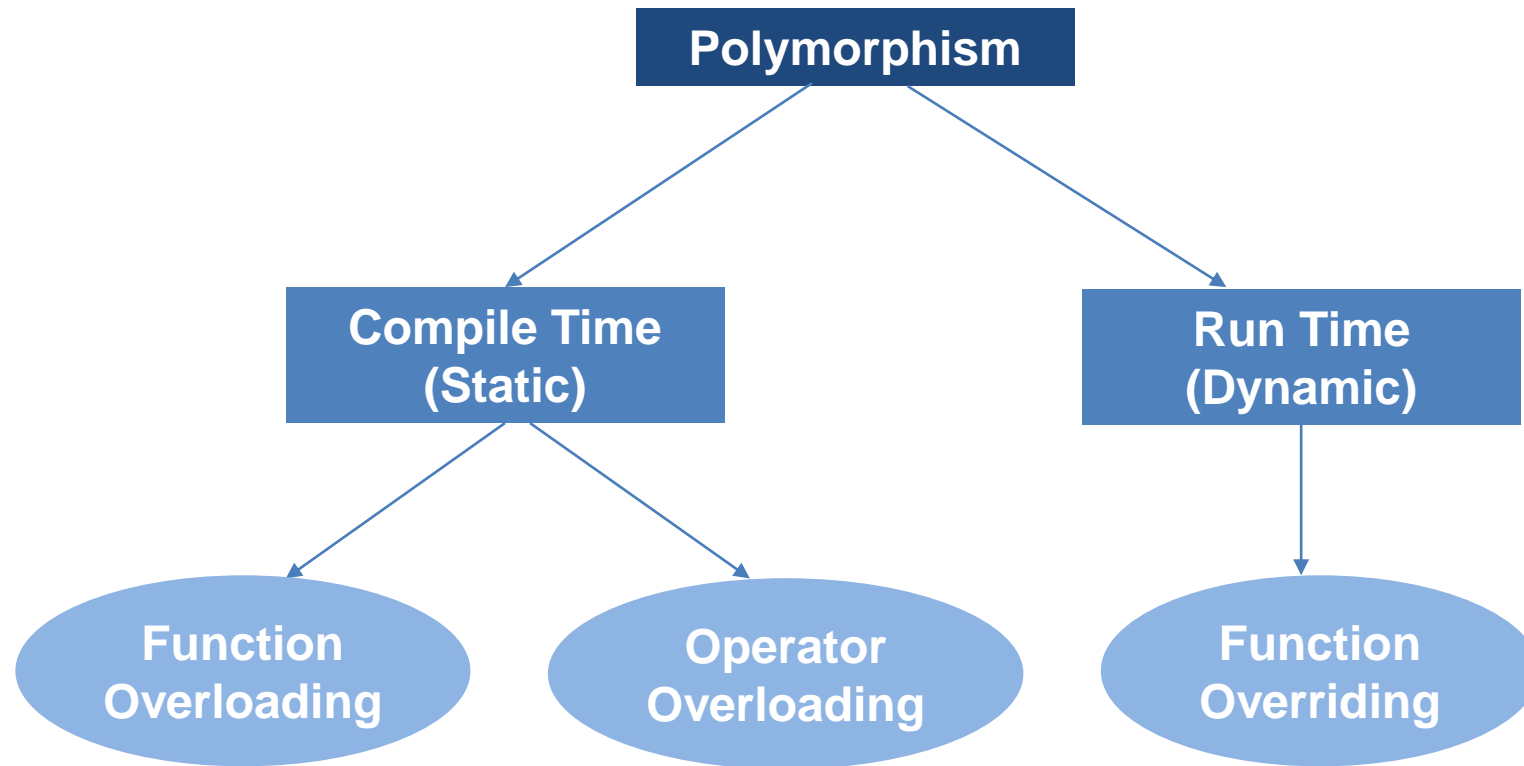 Polymorphism
Compile Time
(Static)
Run Time
(Dynamic)
Function
Overloading
Operator
Overloading
Function
Overriding